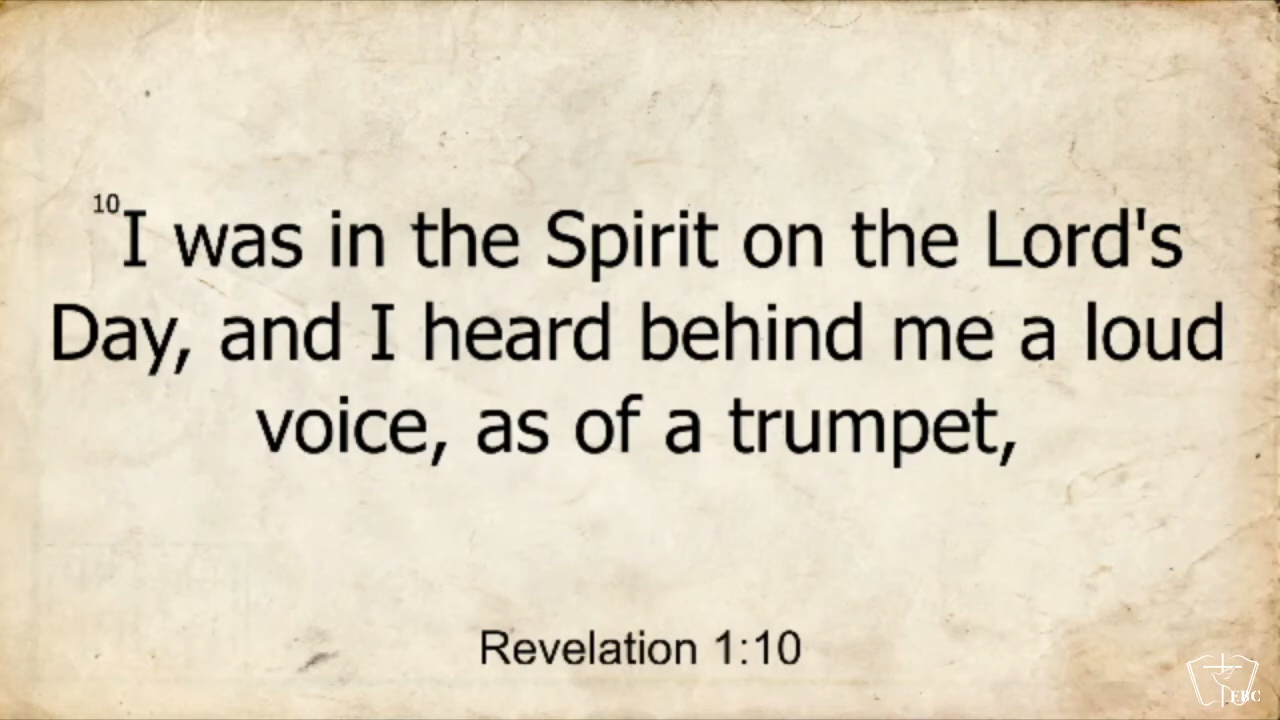 10I was in the Spirit on the Lord's
Day, and I heard behind me a loud
voice, as of a trumpet,
Revelation 1:10
EBC